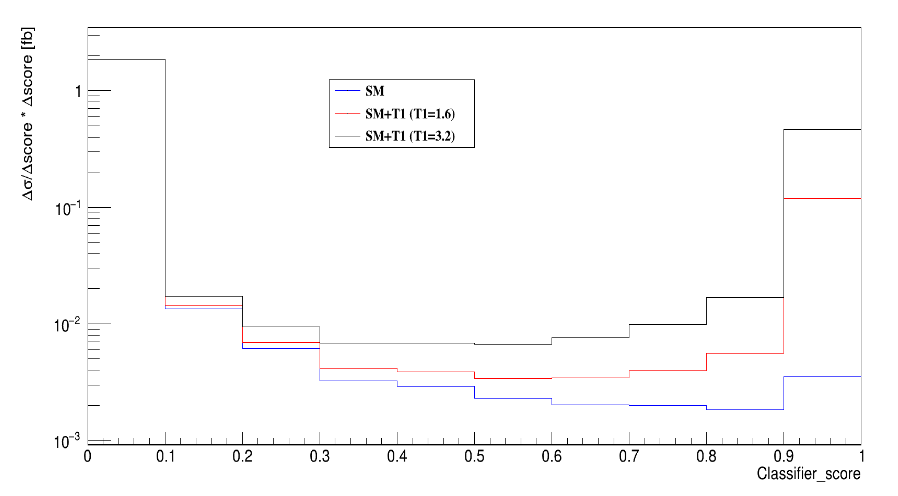 Δσ/Δscore * Δscore [fb]
1
10⁻¹
10⁻²
10⁻³
SM
SM+T1 (T1=1.6)
SM+T1 (T1=3.2)
0 0.1 0.2 0.3 0.4 0.5 0.6 0.7 0.8 0.9 1
Classifier_score